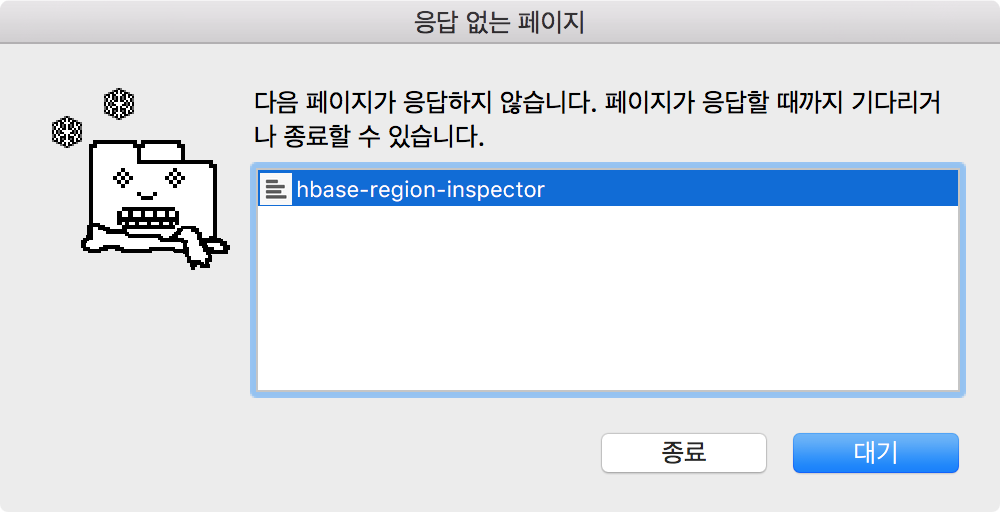 응답 없는 페이지
다음 페이지가 응답하지 않습니다. 페이지가 응답할 때까지 기다리거
나 종료할 수 있습니다.
hbase-region-inspector
종료
대기